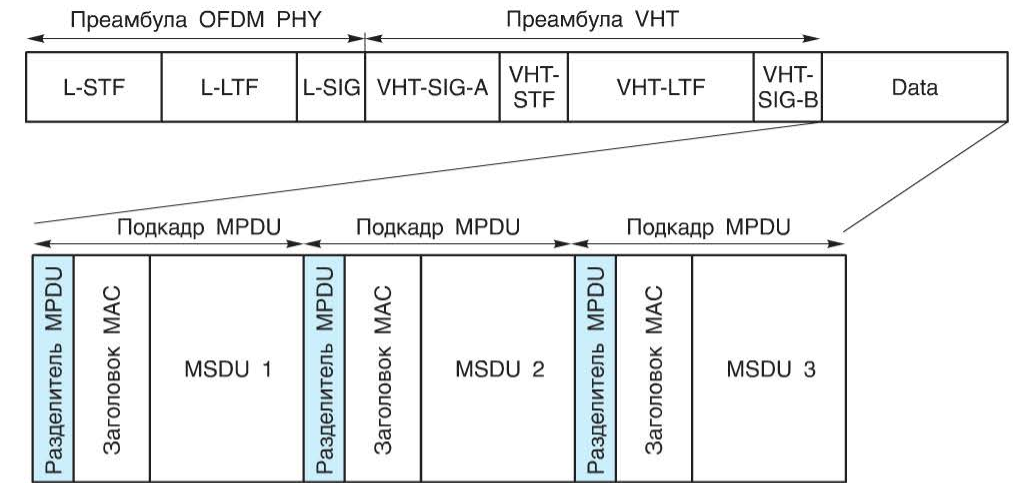 Преамбула OFDM PHY
Преамбула VHT
L-STF
L-LTF
L-SIG
VHT-SIG-A
VHT-
STF
VHT-LTF
VHT-
SIG-B
Data
Подкадр MPDU
Подкадр MPDU
Подкадр MPDU
Разделитель MPDU
Заголовок MAC
MSDU 1
Разделитель MPDU
Заголовок MAC
MSDU 2
Разделитель MPDU
Заголовок MAC
MSDU 3